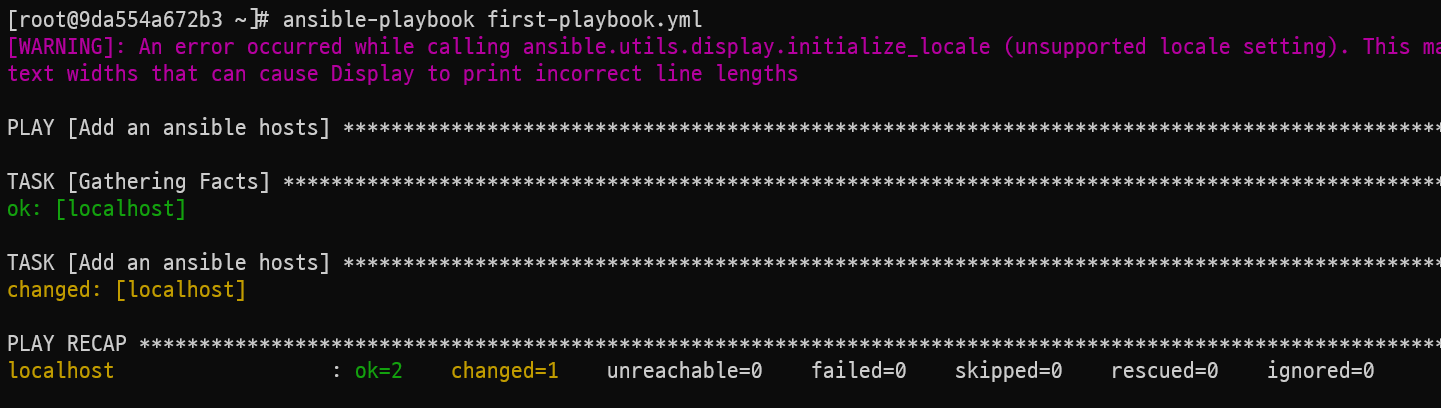 [root@9da554a672b3 ~]# ansible-playbook first-playbook.yml
[WARNING]: An error occurred while calling ansible.utils.display.initialize_locale (unsupported locale setting). This
text widths that can cause Display to print incorrect line lengths
PLAY [Add an ansible hosts] ********************************************************************************************
TASK [Gathering Facts] *************************************************************************************************
ok: [localhost]
TASK [Add an ansible hosts] ********************************************************************************************
changed: [localhost]
PLAY RECAP *************************************************************************************************************
localhost                  : ok=2    changed=1    unreachable=0    failed=0    skipped=0    rescued=0    ignored=0